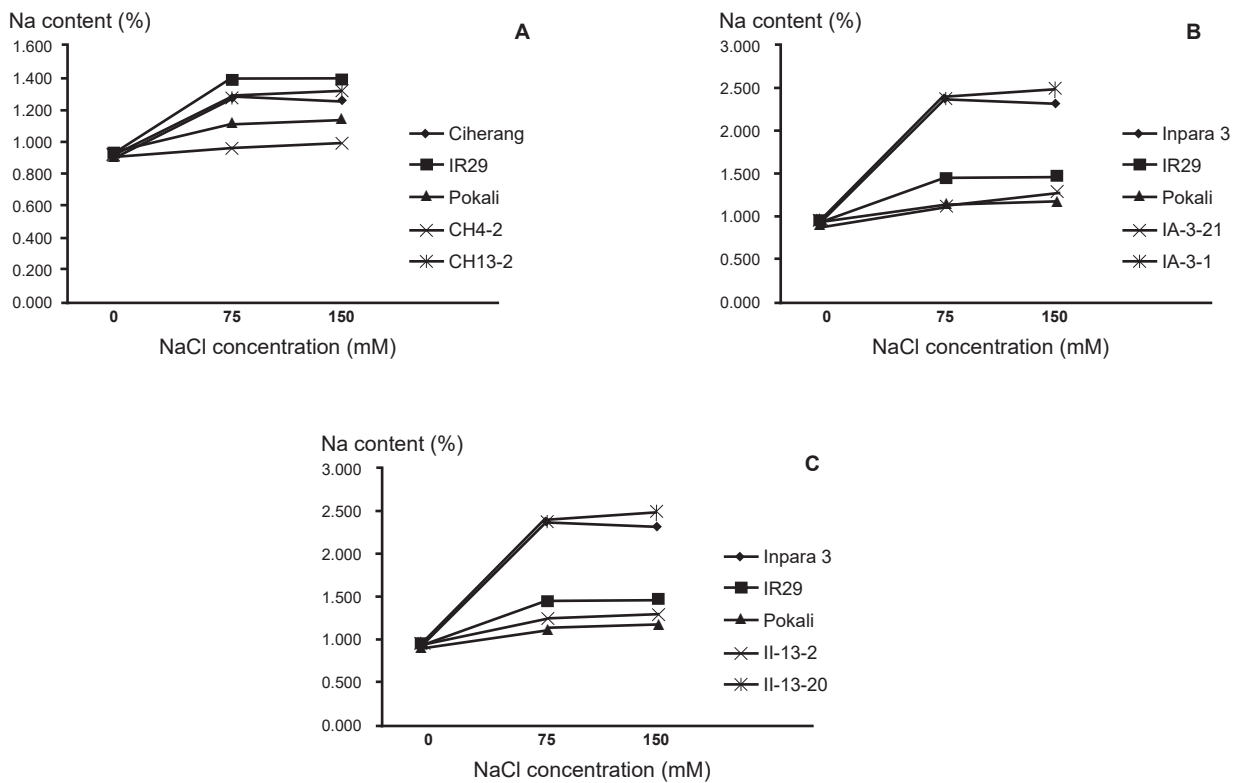 Na content (%)
A
1.600
1.400
1.200
1.000
0.800
0.600
0.400
0.200
0.000
0
75
150
NaCl concentration (mM)
Ciherang
IR29
Pokali
CH4-2
CH13-2
Na content (%)
B
3.000
2.500
2.000
1.500
1.000
0.500
0.000
0
75
150
NaCl concentration (mM)
Inpara 3
IR29
Pokali
IA-3-21
IA-3-1
Na content (%)
C
3.000
2.500
2.000
1.500
1.000
0.500
0.000
0
75
150
NaCl concentration (mM)
Inpara 3
IR29
Pokali
II-13-2
II-13-20